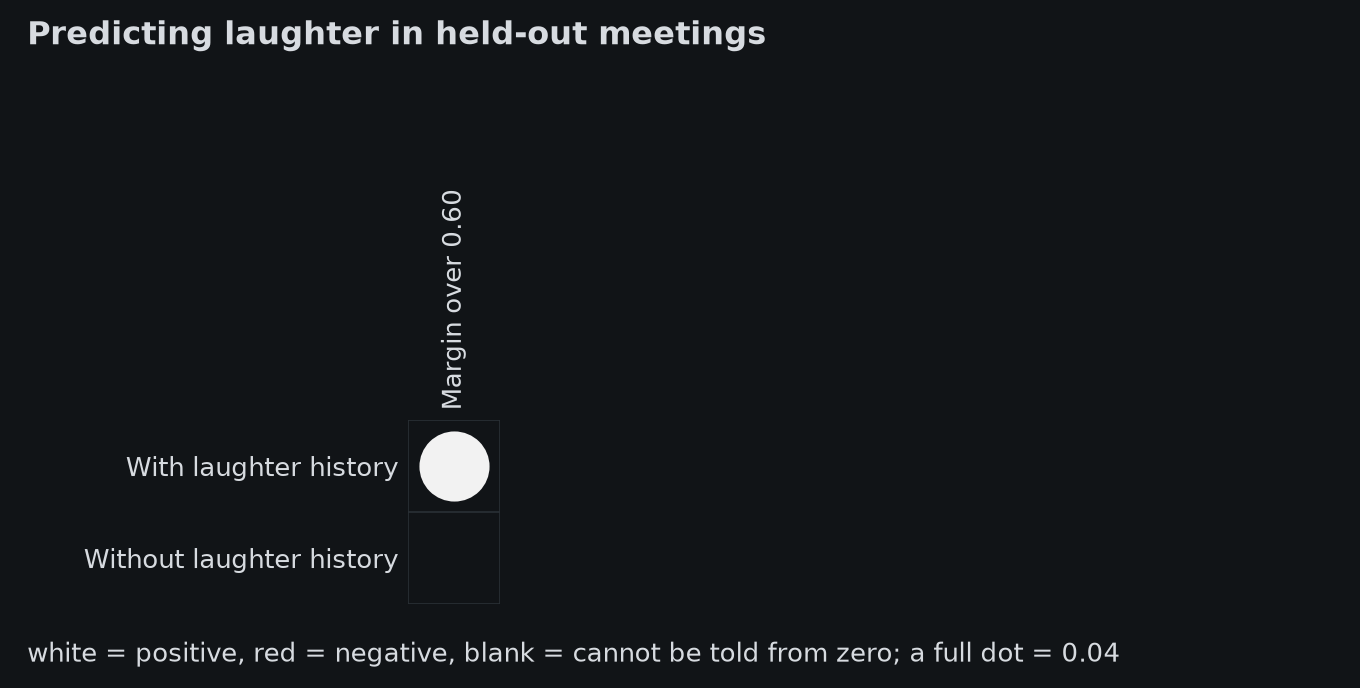 Predicting laughter in held-out meetings
Margin over 0.60
With laughter history
Without laughter history
white = positive, red = negative, blank = cannot be told from zero; a full dot = 0.04